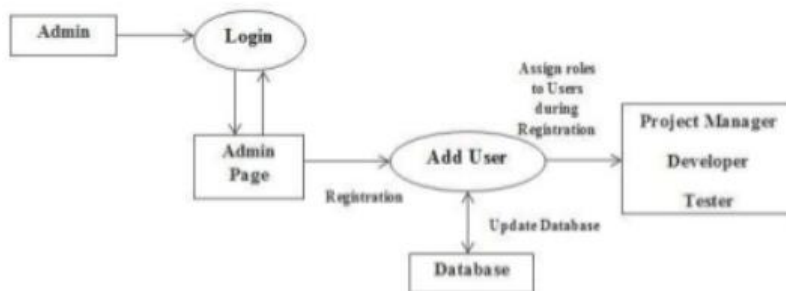 Admin
Login
Assign roles
to Users
during
Registration
Project Manager
Developer
Tester
Admin
Page
Add User
Registration
Update Database
Database